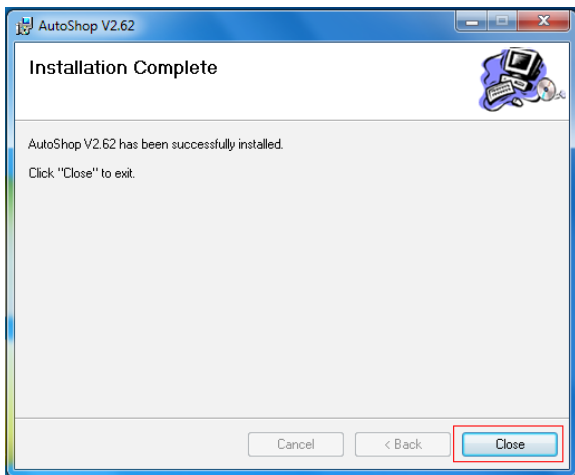 AutoShop V2.62
Installation Complete
AutoShop V2.62 has been successfully installed.
Click "Close" to exit.
Cancel
< Back
Close